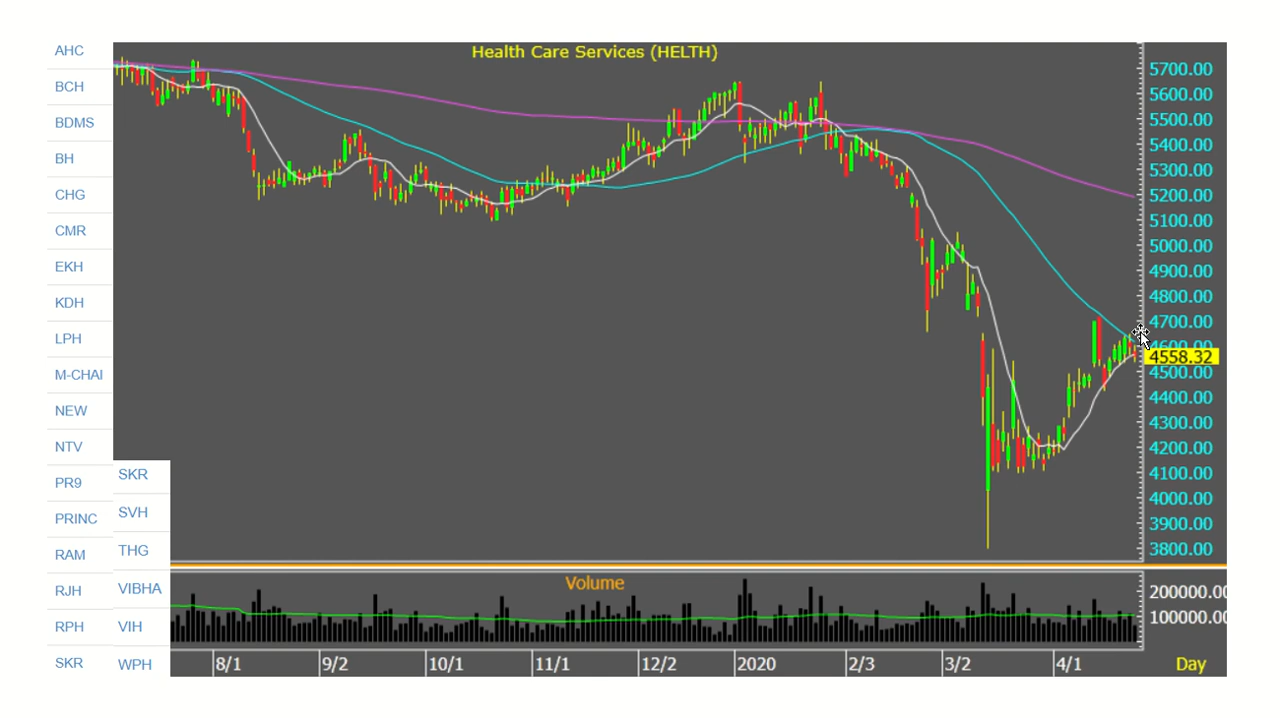 Health Care Services (HELTH)
AHC
BCH
BDMS
BH
CHG
CMR
EKH
KDH
LPH
M-CHAI
NEW
NTV
PR9
PRINC
RAM
RJH
RPH
SKR
SKR
SVH
THG
VIBHA
VIH
WPH
5700.00
5600.00
5500.00
5400.00
5300.00
5200.00
5100.00
5000.00
4900.00
4800.00
4700.00
4600.00
4558.32
4500.00
4400.00
4300.00
4200.00
4100.00
4000.00
3900.00
3800.00
Volume
200000.00
100000.00
8/1 9/2 10/1 11/1 12/2 2020 2/3 3/2 4/1 Day